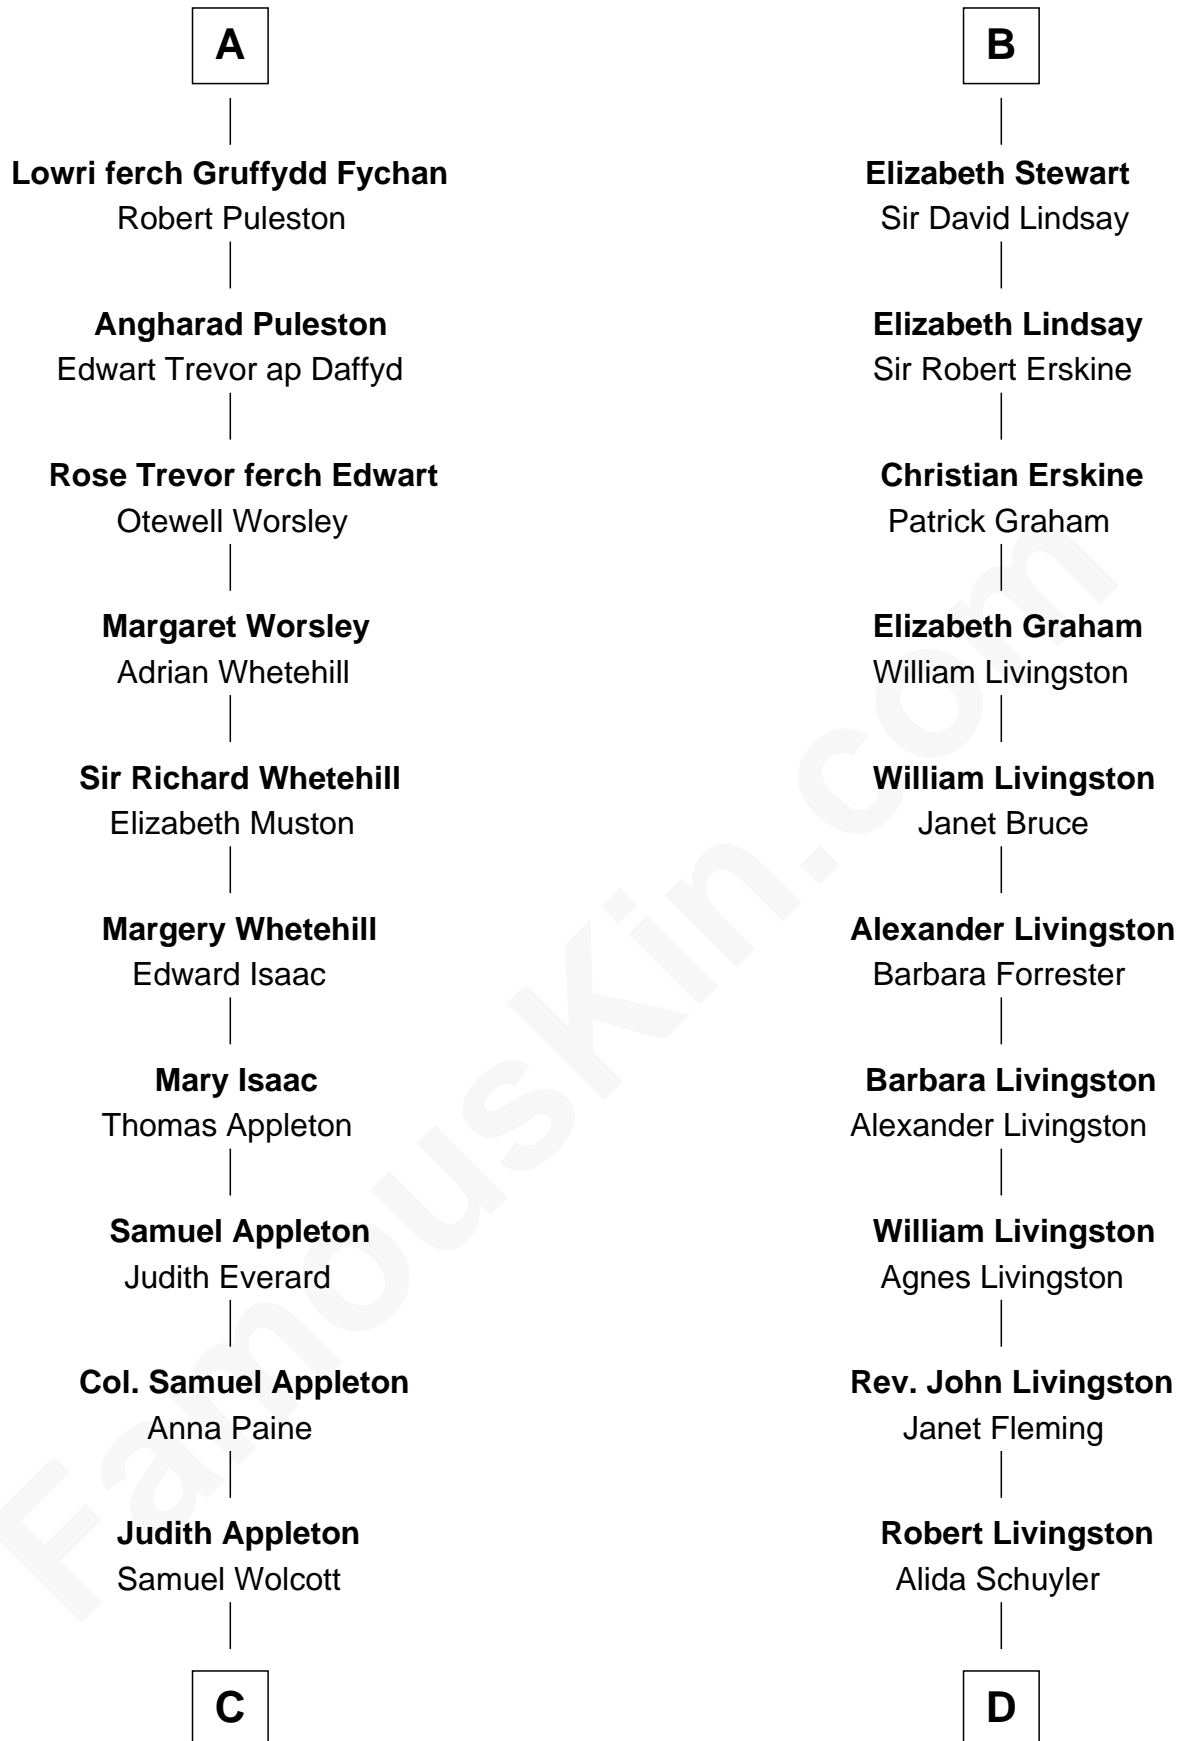 A
Lowri ferch Gruffydd Fychan
Robert Puleston
Angharad Puleston
Edwart Trevor ap Daffyd
Rose Trevor ferch Edwart
Otewell Worsley
Margaret Worsley
Adrian Whetehill
Sir Richard Whetehill
Elizabeth Muston
Margery Whetehill
Edward Isaac
Mary Isaac
Thomas Appleton
Samuel Appleton
Judith Everard
Col. Samuel Appleton
Anna Paine
Judith Appleton
Samuel Wolcott
C
B
Elizabeth Stewart
Sir David Lindsay
Elizabeth Lindsay
Sir Robert Erskine
Christian Erskine
Patrick Graham
Elizabeth Graham
William Livingston
William Livingston
Janet Bruce
Alexander Livingston
Barbara Forrester
Barbara Livingston
Alexander Livingston
William Livingston
Agnes Livingston
Rev. John Livingston
Janet Fleming
Robert Livingston
Alida Schuyler
D
FamousKin.com